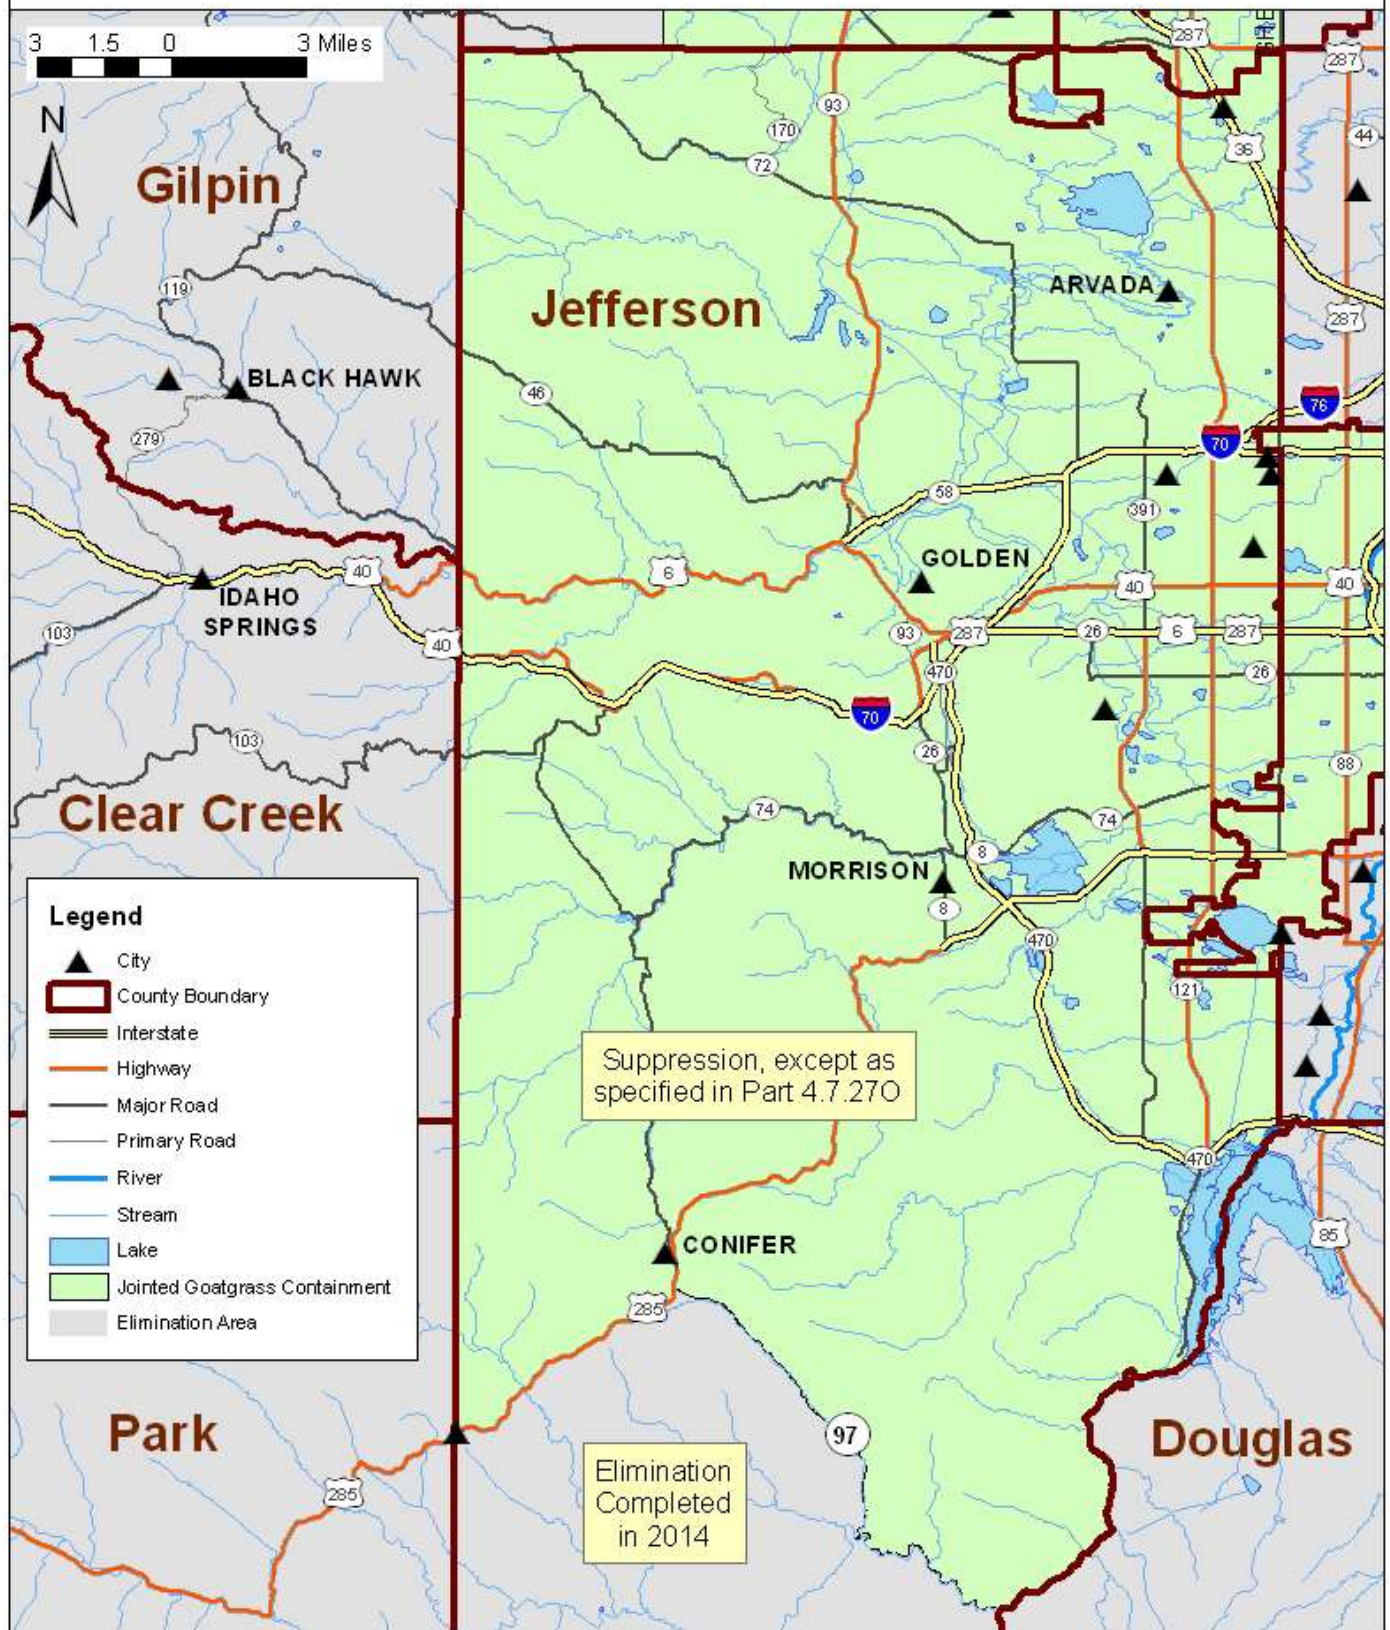 3 1.5 0 3 Miles
N
287
287
93
44
36
170
72
Gilpin
119
ARVADA
Jefferson
287
BLACK HAWK
46
76
279
70
58
391
GOLDEN
40
6
40
40
IDAHO
SPRINGS
103
40
93
287
26
6
287
470
26
70
103
26
88
Clear Creek
74
74
8
MORRISON
8
Legend
City
County Boundary
Interstate
Highway
Major Road
Primary Road
River
Stream
Lake
Jointed Goatgrass Containment
Elimination Area
470
121
Suppression, except as
specified in Part 4.7.27O
470
85
CONIFER
285
Park
97
Douglas
Elimination
Completed
in 2014
285